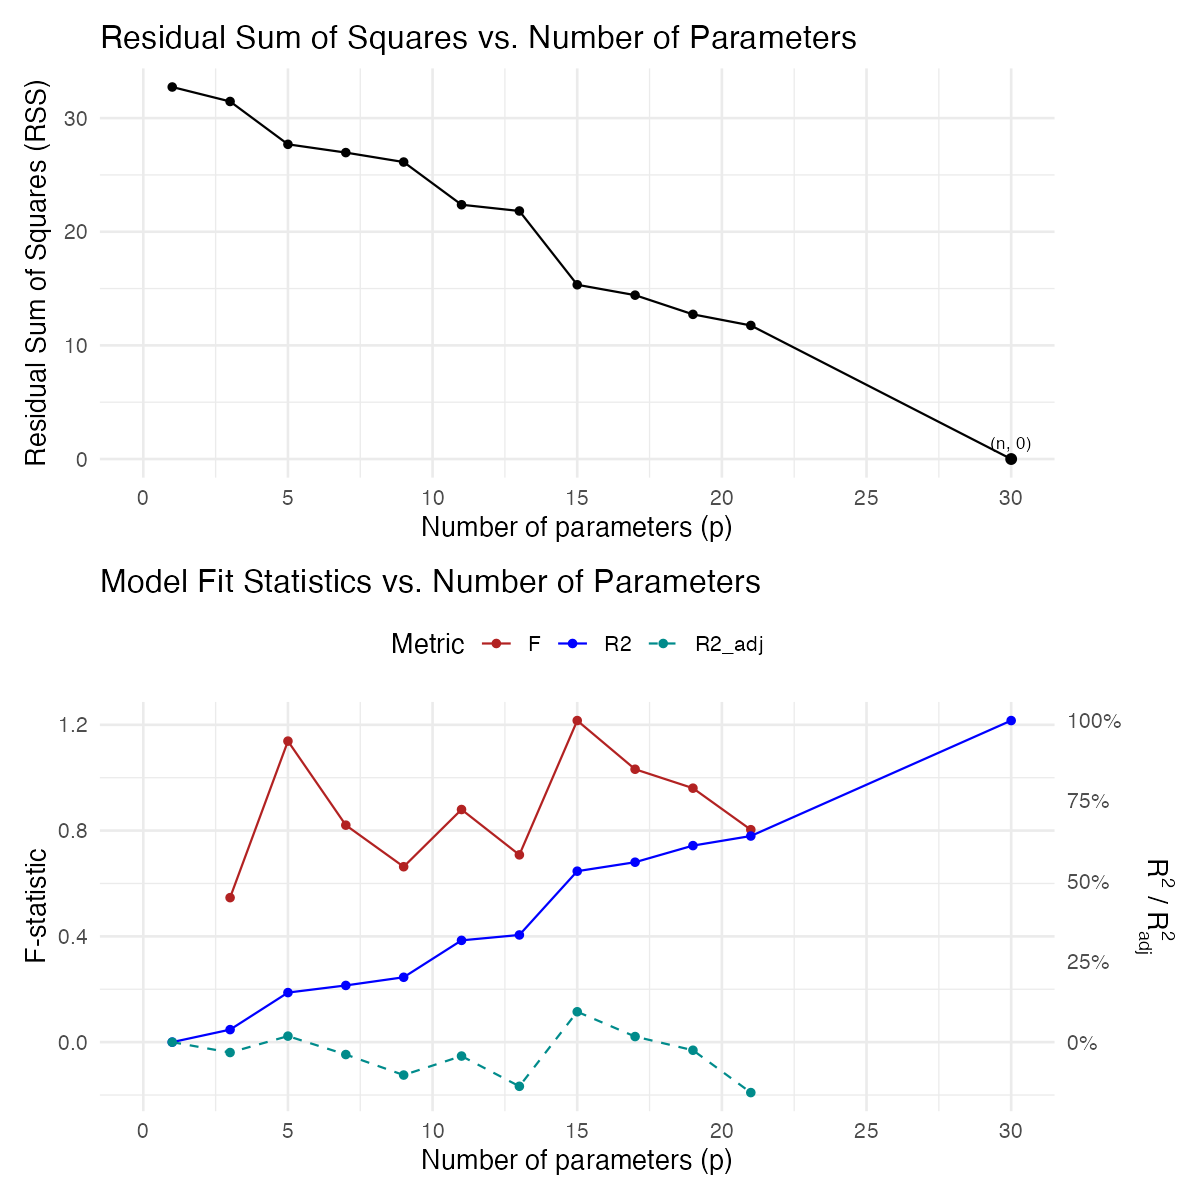 Residual Sum of Squares vs. Number of Parameters
Residual Sum of Squares (RSS)
30
20
10
0
(n, 0)
0 5 10 15 20 25 30
Number of parameters (p)
Model Fit Statistics vs. Number of Parameters
Metric F R2 R2_adj
F-statistic
1.2
0.8
0.4
0.0
100%
75%
50%
25%
0%
R² / R²adj
0 5 10 15 20 25 30
Number of parameters (p)